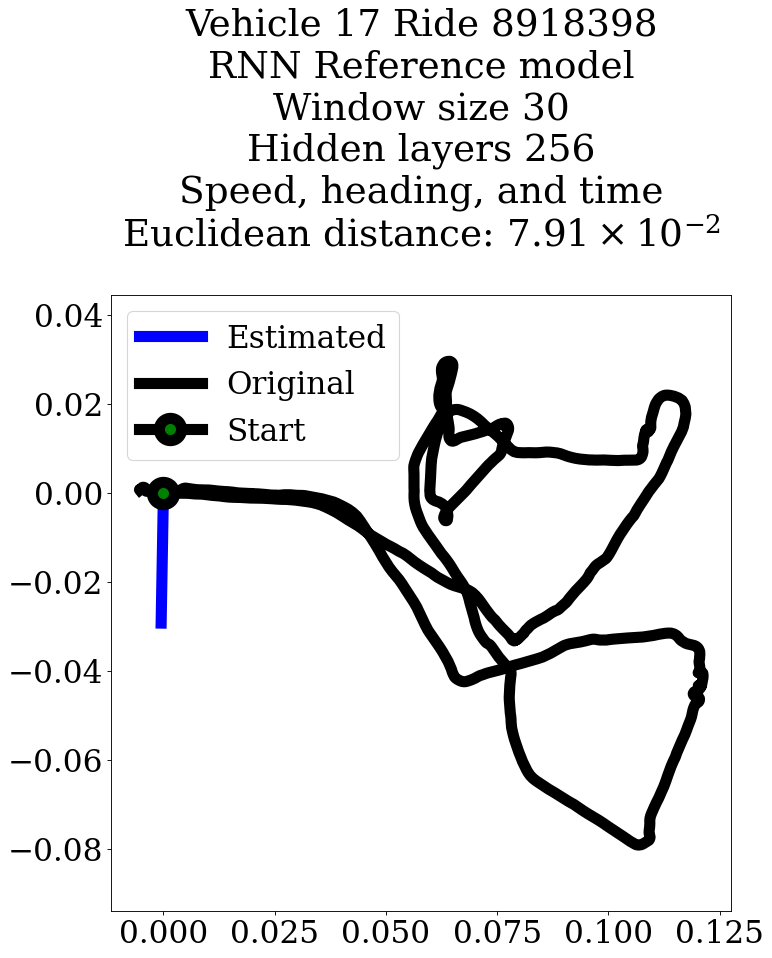 Vehicle 17 Ride 8918398
RNN Reference model
Window size 30
Hidden layers 256
Speed, heading, and time
Euclidean distance: 7.91 × 10⁻²
Estimated
Original
Start
0.04
0.02
0.00
−0.02
−0.04
−0.06
−0.08
0.000 0.025 0.050 0.075 0.100 0.125